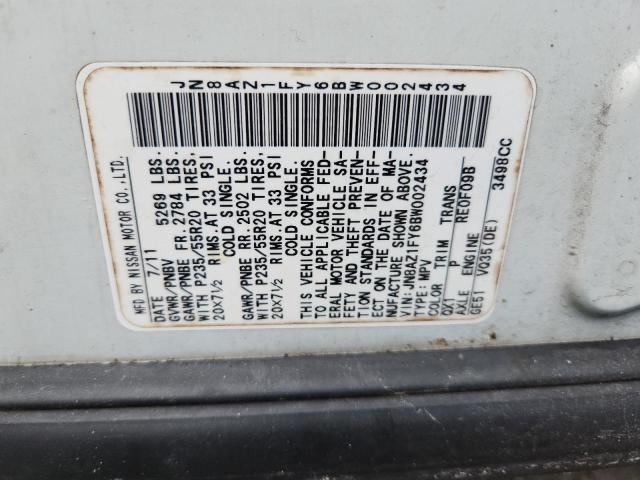 JN8AZ1FY6BW002434
MFD BY NISSAN MOTOR CO.,LTD.
DATE 7/11
GVWR/PNBV 5269 LBS.
GAWR/PNBE FR. 2784 LBS.
WITH P235/55R20 TIRES.
20X7½ RIMS.AT 33 PSI
COLD SINGLE.
GAWR/PNBE RR. 2502 LBS.
WITH P235/55R20 TIRES.
20X7½ RIMS.AT 33 PSI
COLD SINGLE.
THIS VEHICLE CONFORMS
TO ALL APPLICABLE FED-
ERAL MOTOR VEHICLE SA-
FETY AND THEFT PREVEN-
TION STANDARDS IN EFF-
ECT ON THE DATE OF MA-
NUFACTURE SHOWN ABOVE.
VIN:JN8AZ1FY6BW002434
TYPE: MPV
COLOR TRIM TRANS
QX1 P RE0F09B
ENGINE
GE51 VQ35(DE) 3498CC